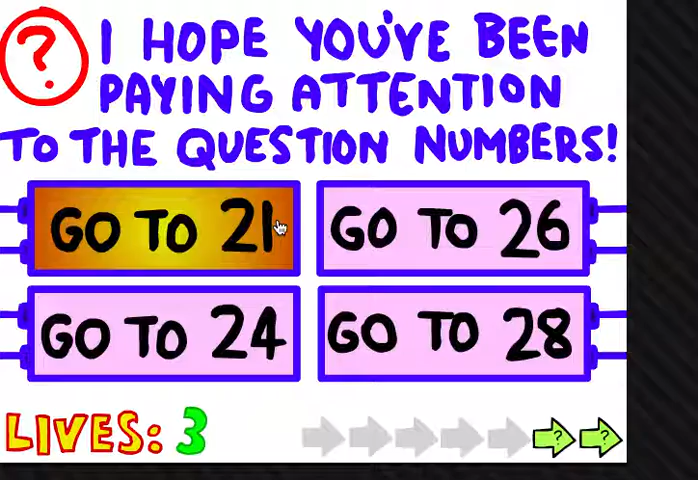 ?
I HOPE YOU'VE BEEN
PAYING ATTENTION
TO THE QUESTION NUMBERS!
GO TO 21
GO TO 26
GO TO 24
GO TO 28
LIVES: 3
? ?